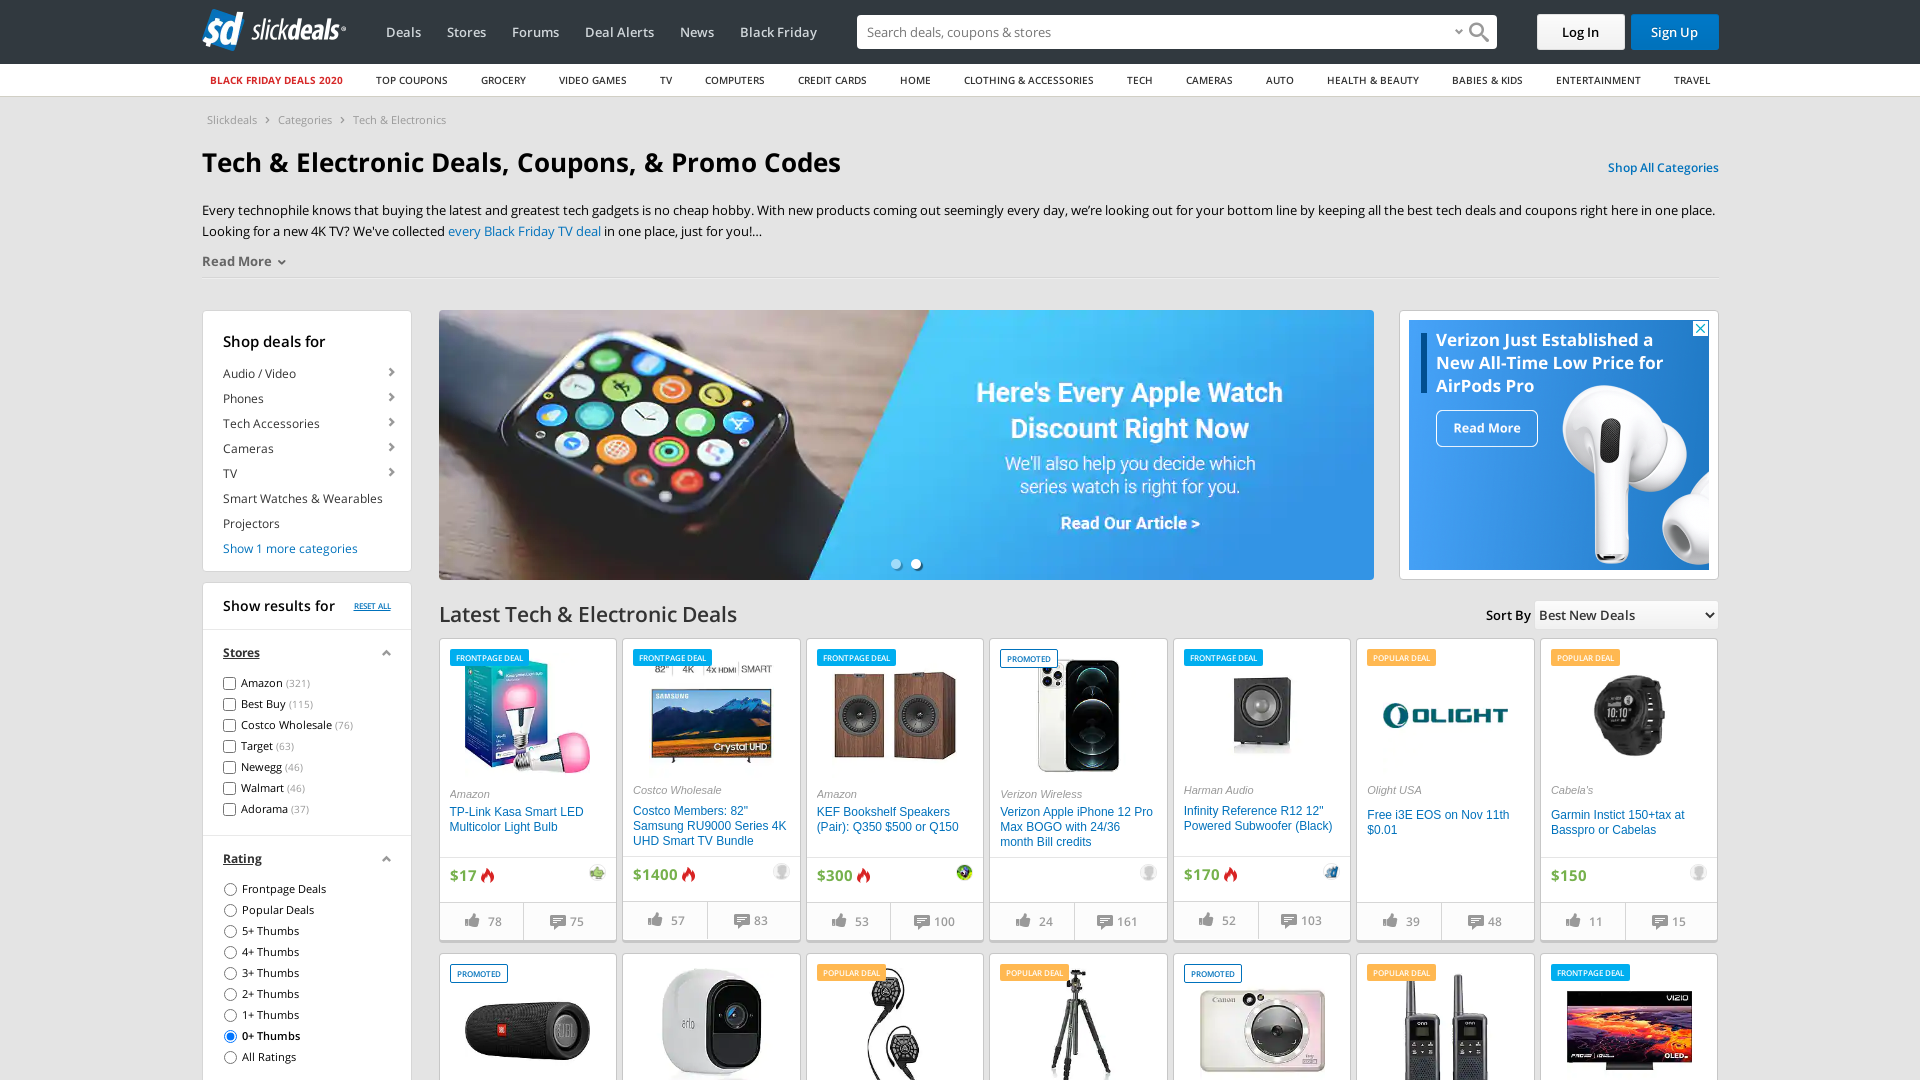 slickdeals
Deals
Stores
Forums
Deal Alerts
News
Black Friday
Search deals, coupons & stores
Log In
Sign Up
BLACK FRIDAY DEALS 2020
TOP COUPONS
GROCERY
VIDEO GAMES
TV
COMPUTERS
CREDIT CARDS
HOME
CLOTHING & ACCESSORIES
TECH
CAMERAS
AUTO
HEALTH & BEAUTY
BABIES & KIDS
ENTERTAINMENT
TRAVEL
Slickdeals > Categories > Tech & Electronics
Tech & Electronic Deals, Coupons, & Promo Codes
Shop All Categories
Every technophile knows that buying the latest and greatest tech gadgets is no cheap hobby. With new products coming out seemingly every day, we’re looking out for your bottom line by keeping all the best tech deals and coupons right here in one place.
Looking for a new 4K TV? We've collected every Black Friday TV deal in one place, just for you!...
Read More
Shop deals for
Audio / Video
Phones
Tech Accessories
Cameras
TV
Smart Watches & Wearables
Projectors
Show 1 more categories
Here's Every Apple Watch
Discount Right Now
We'll also help you decide which
series watch is right for you.
Read Our Article >
Verizon Just Established a
New All-Time Low Price for
AirPods Pro
Read More
Show results for
RESET ALL
Stores
Amazon (321)
Best Buy (115)
Costco Wholesale (76)
Target (63)
Newegg (46)
Walmart (46)
Adorama (37)
Rating
Frontpage Deals
Popular Deals
5+ Thumbs
4+ Thumbs
3+ Thumbs
2+ Thumbs
1+ Thumbs
0+ Thumbs
All Ratings
Latest Tech & Electronic Deals
Sort By
Best New Deals
FRONTPAGE DEAL
Amazon
TP-Link Kasa Smart LED
Multicolor Light Bulb
$17
78
75
FRONTPAGE DEAL
82" 4K 4X HDMI SMART
SAMSUNG
Crystal UHD
Costco Wholesale
Costco Members: 82"
Samsung RU9000 Series 4K
UHD Smart TV Bundle
$1400
57
83
FRONTPAGE DEAL
Amazon
KEF Bookshelf Speakers
(Pair): Q350 $500 or Q150
$300
53
100
PROMOTED
Verizon Wireless
Verizon Apple iPhone 12 Pro
Max BOGO with 24/36
month Bill credits
24
161
FRONTPAGE DEAL
Harman Audio
Infinity Reference R12 12"
Powered Subwoofer (Black)
$170
52
103
POPULAR DEAL
OLIGHT
Olight USA
Free i3E EOS on Nov 11th
$0.01
39
48
POPULAR DEAL
10:10
Cabela's
Garmin Instict 150+tax at
Basspro or Cabelas
$150
11
15
PROMOTED
JBL
arlo
POPULAR DEAL
POPULAR DEAL
PROMOTED
Canon
POPULAR DEAL
onn
onn
FRONTPAGE DEAL
VIZIO
OLED